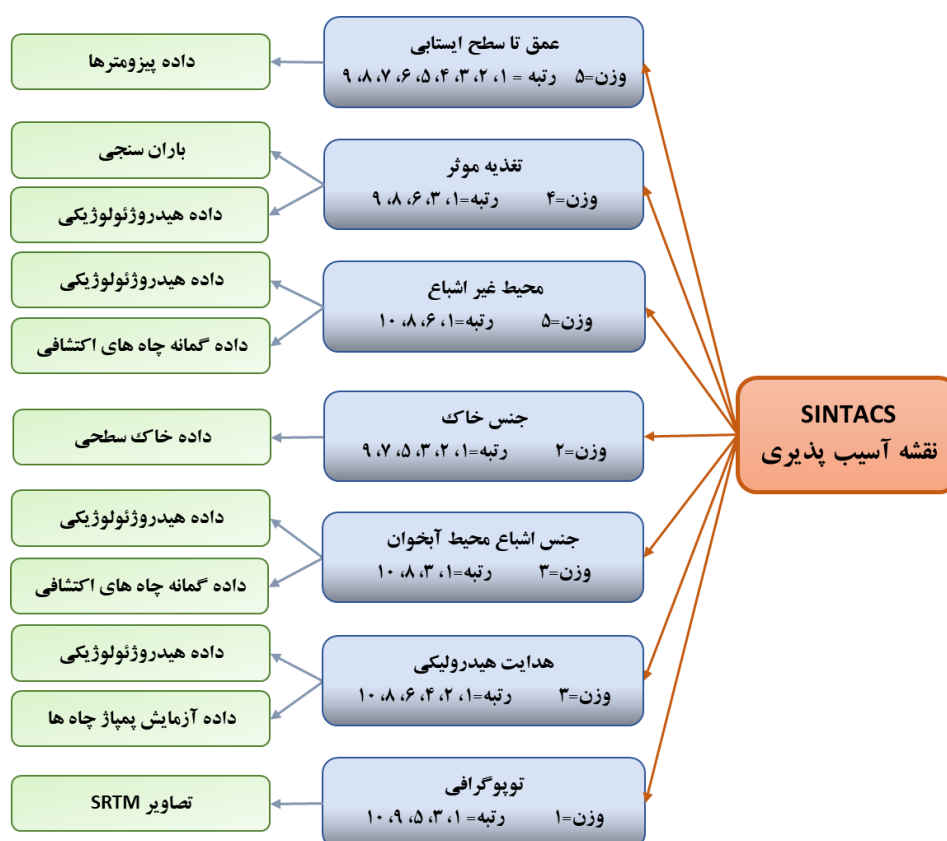 SINTACS
نقشه آسیب پذیری
عمق تا سطح ایستابی
وزن=۵ رتبه = ۱، ۲، ۳، ۴، ۵، ۶، ۷، ۸، ۹
داده پیزومترها
تغذیه موثر
وزن=۴ رتبه=۱، ۳، ۶، ۸، ۹
باران سنجی
داده هیدروژئولوژیکی
محیط غیر اشباع
وزن=۵ رتبه=۱، ۶، ۸، ۱۰
داده هیدروژئولوژیکی
داده گمانه چاه های اکتشافی
جنس خاک
وزن=۲ رتبه=۱، ۲، ۳، ۵، ۷، ۹
داده خاک سطحی
جنس اشباع محیط آبخوان
وزن=۳ رتبه=۱، ۳، ۸، ۱۰
داده هیدروژئولوژیکی
داده گمانه چاه های اکتشافی
هدایت هیدرولیکی
وزن=۳ رتبه=۱، ۲، ۴، ۶، ۸، ۱۰
داده هیدروژئولوژیکی
داده آزمایش پمپاژ چاه ها
توپوگرافی
وزن=۱ رتبه= ۱، ۳، ۵، ۹، ۱۰
تصاویر SRTM